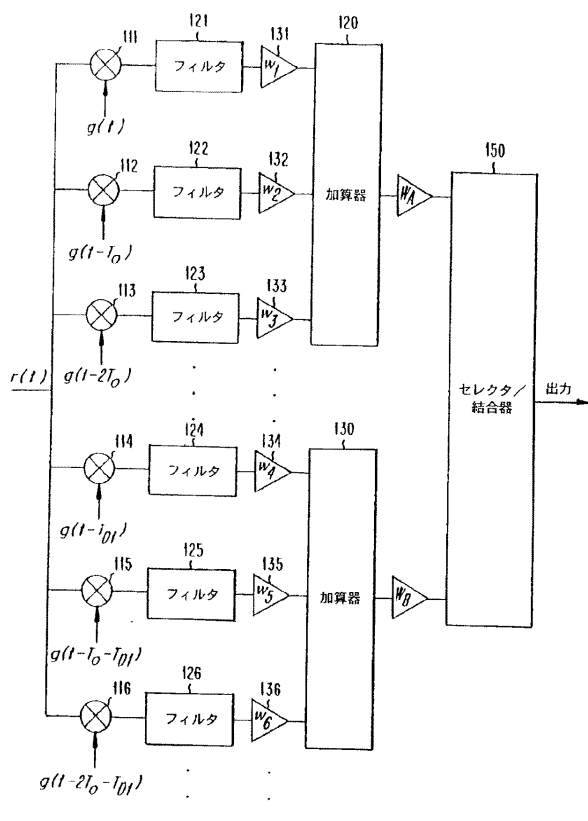 111
121
131
120
フィルタ
w1
g(t)
112
122
132
150
フィルタ
w2
加算器
WA
g(t-To)
113
123
133
フィルタ
w3
r(t)
g(t-2To)
セレクタ/
結合器
出力
114
124
134
130
フィルタ
w4
g(t-iD1)
115
125
135
フィルタ
w5
加算器
WB
g(t-To-TD1)
116
126
136
フィルタ
w6
g(t-2To-TD1)